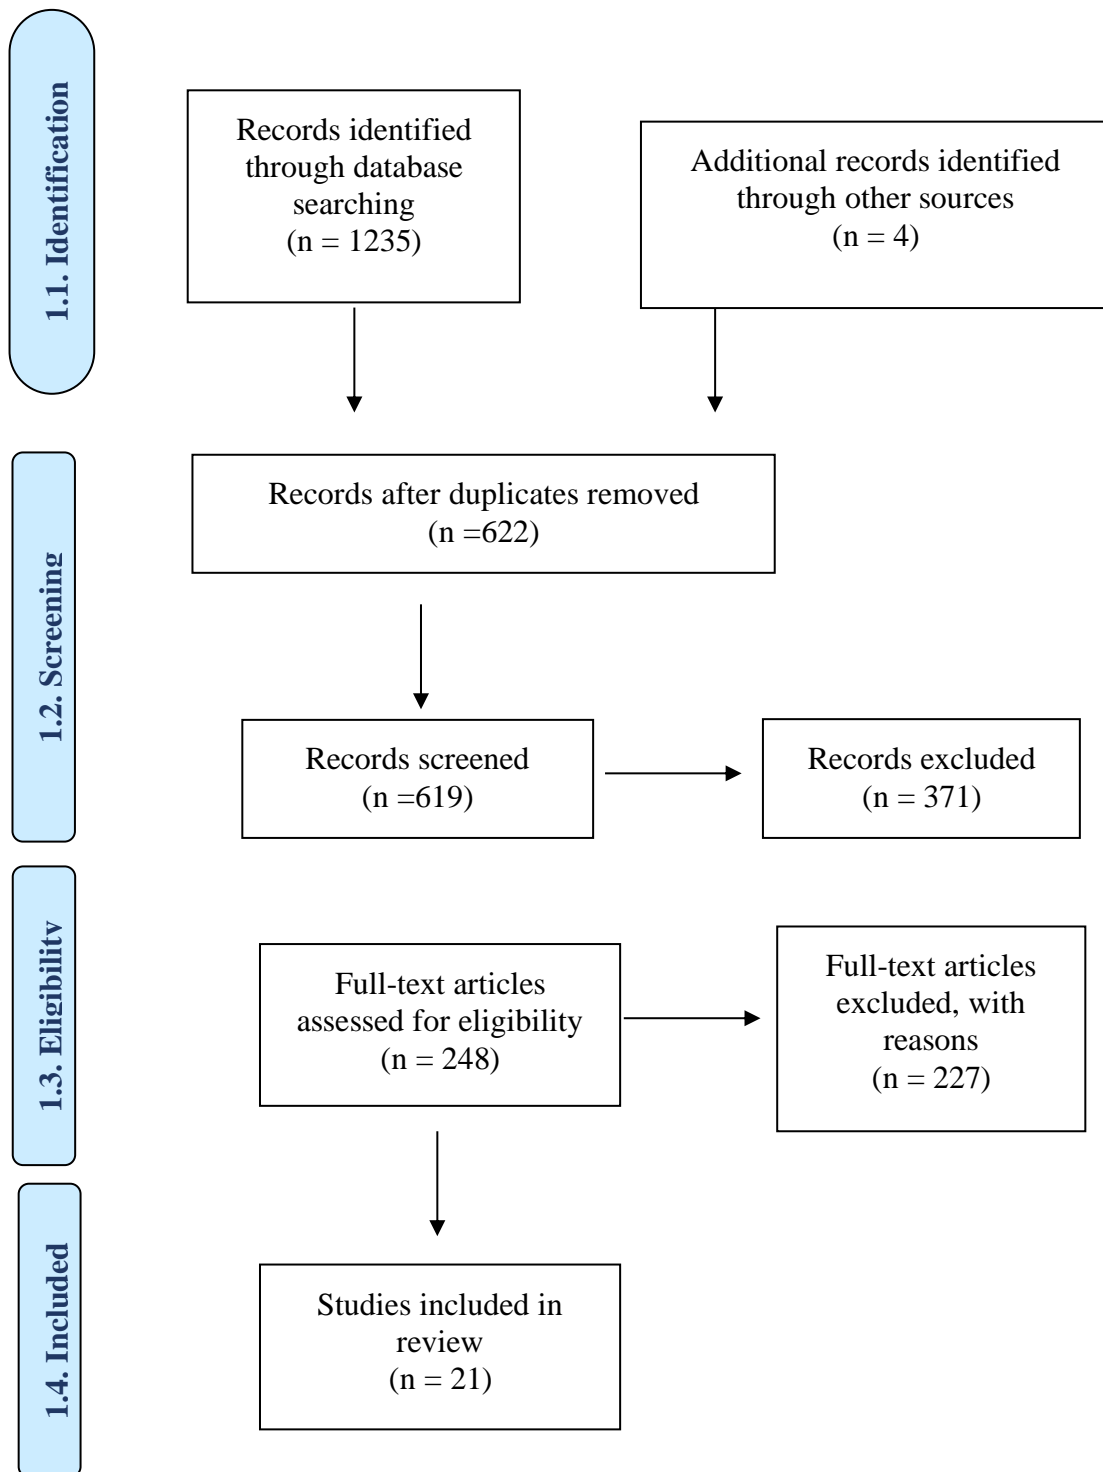 1.1. Identification
Records identified
through database
searching
(n = 1235)
Additional records identified
through other sources
(n = 4)
1.2. Screening
Records after duplicates removed
(n =622)
Records screened
(n =619)
Records excluded
(n = 371)
1.3. Eligibility
Full-text articles
assessed for eligibility
(n = 248)
Full-text articles
excluded, with
reasons
(n = 227)
1.4. Included
Studies included in
review
(n = 21)